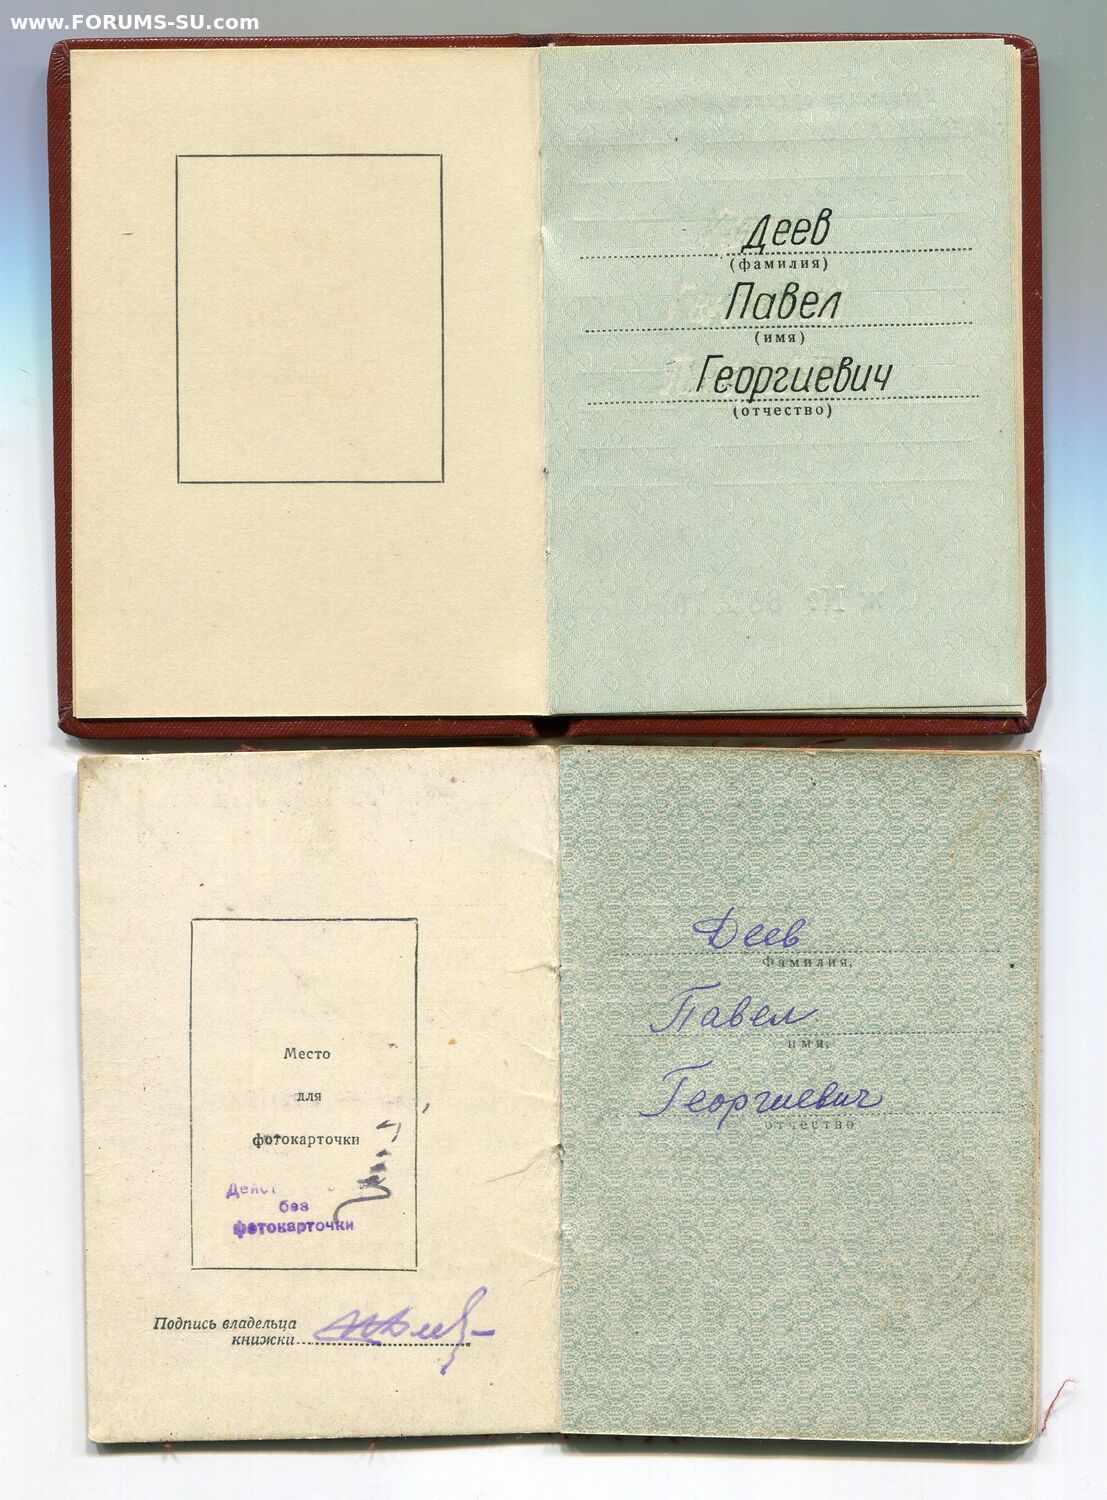 www.FORUMS-SU.com
Деев
(фамилия)
Павел
(имя)
Георгиевич
(отчество)
Деев
Фамилия,
Павел
имя,
Георгиевич
отчество
Место
для
фотокарточки
без
фотокарточки
Подпись владельца
книжки